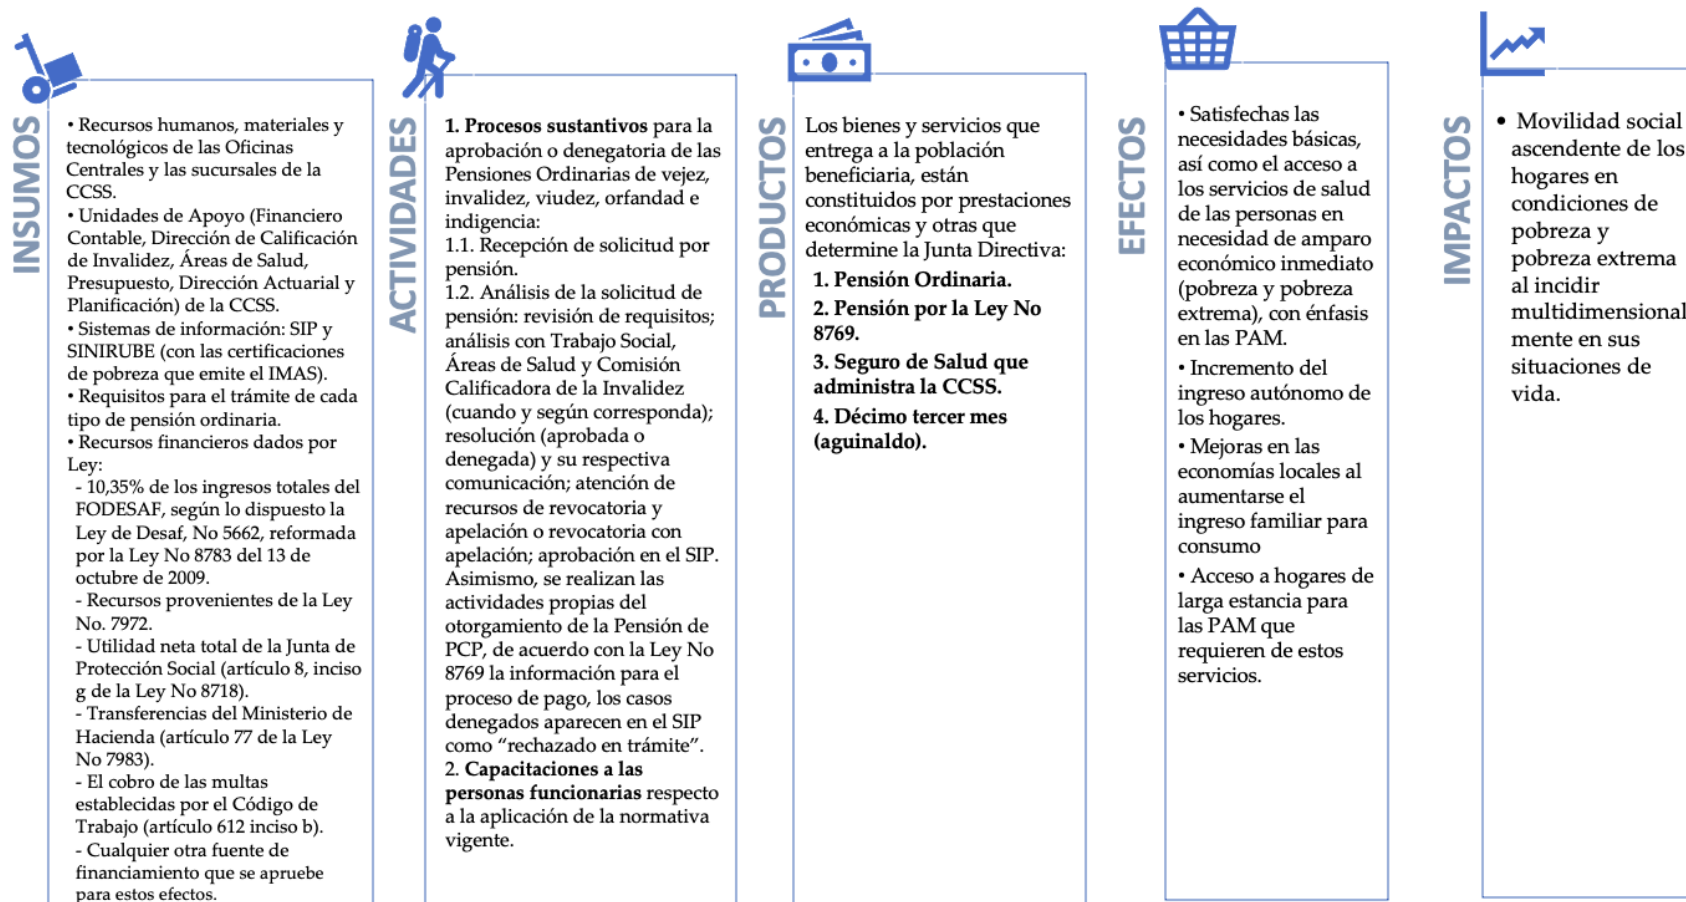 INSUMOS
• Recursos humanos, materiales y
tecnológicos de las Oficinas
Centrales y las sucursales de la
CCSS.
• Unidades de Apoyo (Financiero
Contable, Dirección de Calificación
de Invalidez, Áreas de Salud,
Presupuesto, Dirección Actuarial y
Planificación) de la CCSS.
• Sistemas de información: SIP y
SINIRUBE (con las certificaciones
de pobreza que emite el IMAS).
• Requisitos para el trámite de cada
tipo de pensión ordinaria.
• Recursos financieros dados por
Ley:
- 10,35% de los ingresos totales del
FODESAF, según lo dispuesto la
Ley de Desaf, No 5662, reformada
por la Ley No 8783 del 13 de
octubre de 2009.
- Recursos provenientes de la Ley
No. 7972.
- Utilidad neta total de la Junta de
Protección Social (artículo 8, inciso
g de la Ley No 8718).
- Transferencias del Ministerio de
Hacienda (artículo 77 de la Ley
No 7983).
- El cobro de las multas
establecidas por el Código de
Trabajo (artículo 612 inciso b).
- Cualquier otra fuente de
financiamiento que se apruebe
para estos efectos.
ACTIVIDADES
1. Procesos sustantivos para la
aprobación o denegatoria de las
Pensiones Ordinarias de vejez,
invalidez, viudez, orfandad e
indigencia:
1.1. Recepción de solicitud por
pensión.
1.2. Análisis de la solicitud de
pensión: revisión de requisitos;
análisis con Trabajo Social,
Áreas de Salud y Comisión
Calificadora de la Invalidez
(cuando y según corresponda);
resolución (aprobada o
denegada) y su respectiva
comunicación; atención de
recursos de revocatoria y
apelación o revocatoria con
apelación; aprobación en el SIP.
Asimismo, se realizan las
actividades propias del
otorgamiento de la Pensión de
PCP, de acuerdo con la Ley No
8769 la información para el
proceso de pago, los casos
denegados aparecen en el SIP
como “rechazado en trámite”.
2. Capacitaciones a las
personas funcionarias respecto
a la aplicación de la normativa
vigente.
PRODUCTOS
Los bienes y servicios que
entrega a la población
beneficiaria, están
constituidos por prestaciones
económicas y otras que
determine la Junta Directiva:
1. Pensión Ordinaria.
2. Pensión por la Ley No
8769.
3. Seguro de Salud que
administra la CCSS.
4. Décimo tercer mes
(aguinaldo).
EFECTOS
• Satisfechas las
necesidades básicas,
así como el acceso a
los servicios de salud
de las personas en
necesidad de amparo
económico inmediato
(pobreza y pobreza
extrema), con énfasis
en las PAM.
• Incremento del
ingreso autónomo de
los hogares.
• Mejoras en las
economías locales al
aumentarse el
ingreso familiar para
consumo
• Acceso a hogares de
larga estancia para
las PAM que
requieren de estos
servicios.
IMPACTOS
• Movilidad social
ascendente de los
hogares en
condiciones de
pobreza y
pobreza extrema
al incidir
multidimensional
mente en sus
situaciones de
vida.